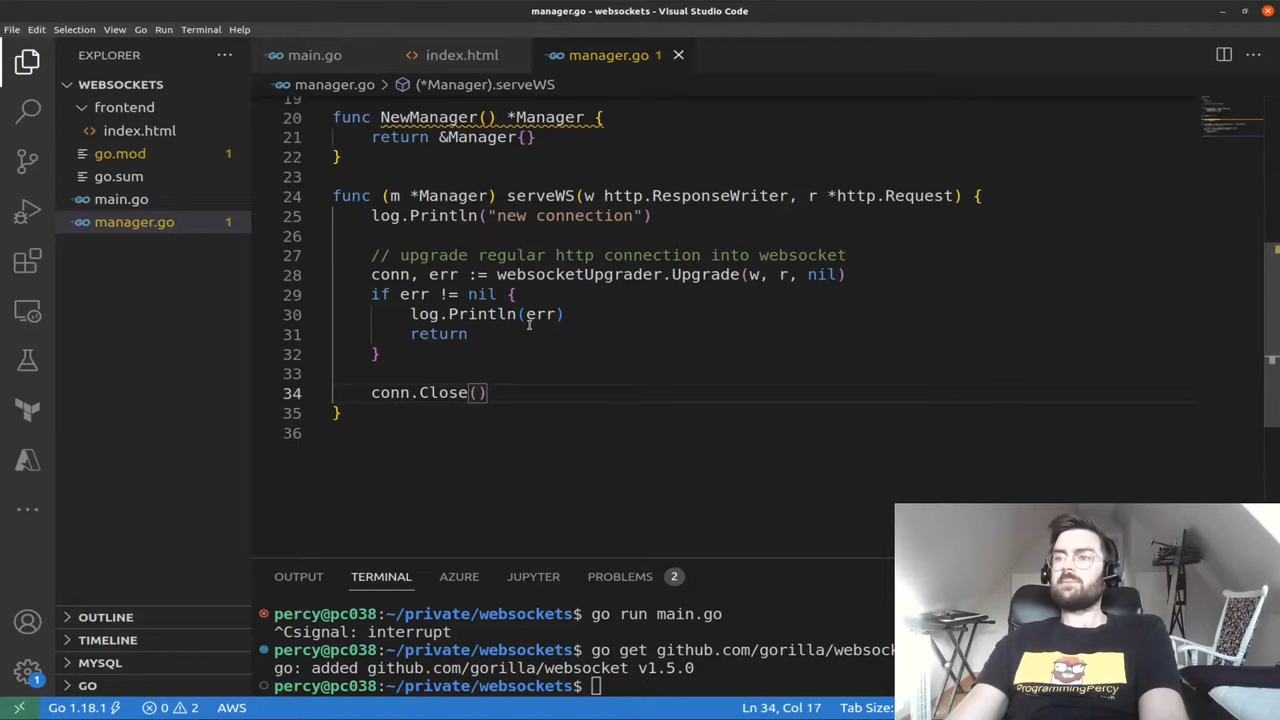 manager.go - websockets - Visual Studio Code
File Edit Selection View Go Run Terminal Help
EXPLORER
main.go
index.html
manager.go 1
WEBSOCKETS
frontend
index.html
go.mod 1
go.sum
main.go
manager.go 1
manager.go > (*Manager).serveWS
19
20 func NewManager() *Manager {
21 return &Manager{}
22 }
23
24 func (m *Manager) serveWS(w http.ResponseWriter, r *http.Request) {
25 log.Println("new connection")
26
27 // upgrade regular http connection into websocket
28 conn, err := websocketUpgrader.Upgrade(w, r, nil)
29 if err != nil {
30 log.Println(err)
31 return
32 }
33
34 conn.Close()
35 }
36
OUTPUT TERMINAL AZURE JUPYTER PROBLEMS 2
percy@pc038:~/private/websockets$ go run main.go
^Csignal: interrupt
percy@pc038:~/private/websockets$ go get github.com/gorilla/websock
go: added github.com/gorilla/websocket v1.5.0
percy@pc038:~/private/websockets$
OUTLINE
TIMELINE
MYSQL
GO
1
Go 1.18.1 0 2 AWS
Ln 34, Col 17 Tab Size:
ProgrammingPercy